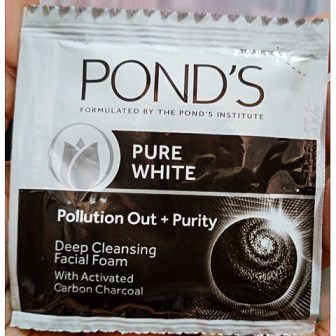 POND'S
FORMULATED BY THE POND'S INSTITUTE
PURE
WHITE
Pollution Out + Purity
Deep Cleansing
Facial Foam
With Activated
Carbon Charcoal